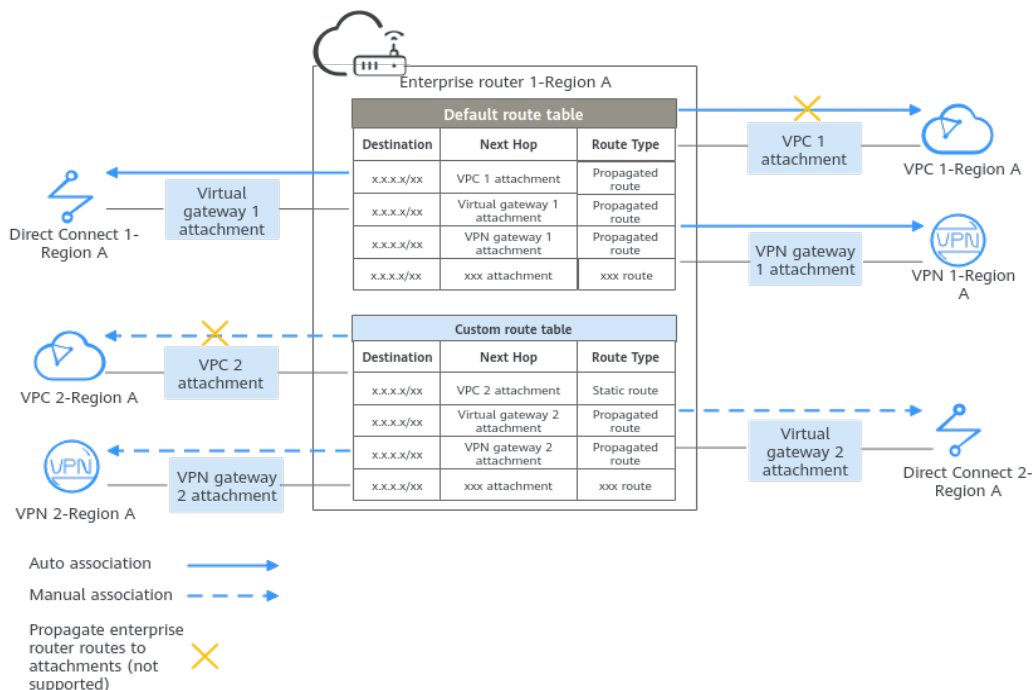 Enterprise router 1-Region A
Default route table
Destination Next Hop Route Type
x.x.x.x/xx VPC 1 attachment Propagated
route
x.x.x.x/xx Virtual gateway 1
attachment Propagated
route
x.x.x.x/xx VPN gateway 1
attachment Propagated
route
x.x.x.x/xx xxx attachment xxx route
VPC 1
attachment
VPC 1-Region A
Virtual
gateway 1
attachment
Direct Connect 1-
Region A
VPN gateway
1 attachment
VPN
VPN 1-Region
A
Custom route table
Destination Next Hop Route Type
x.x.x.x/xx VPC 2 attachment Static route
x.x.x.x/xx Virtual gateway 2
attachment Propagated
route
x.x.x.x/xx VPN gateway 2
attachment Propagated
route
x.x.x.x/xx xxx attachment xxx route
VPC 2
attachment
VPC 2-Region A
VPN
VPN gateway
2 attachment
VPN 2-Region A
Virtual
gateway 2
attachment
Direct Connect 2-
Region A
Auto association
Manual association
Propagate enterprise
router routes to
attachments (not
supported)